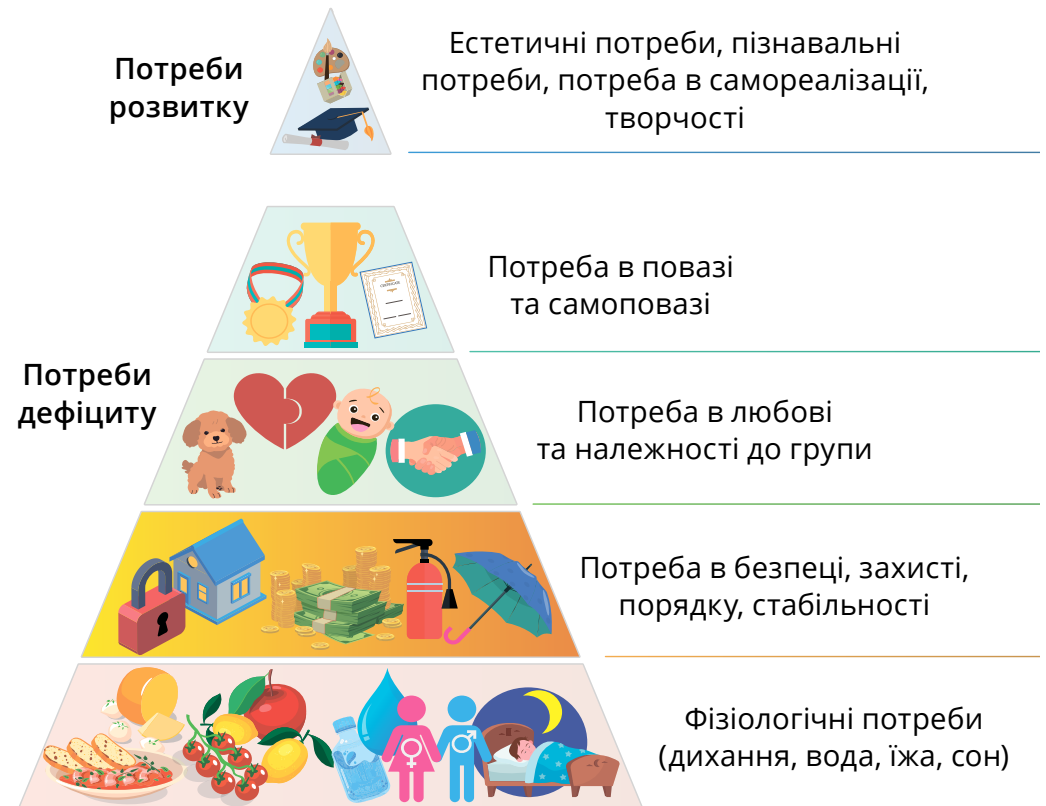 Потреби
розвитку
Естетичні потреби, пізнавальні
потреби, потреба в самореалізації,
творчості
Потреба в повазі
та самоповазі
Потреби
дефіциту
Потреба в любові
та належності до групи
Потреба в безпеці, захисті,
порядку, стабільності
Фізіологічні потреби
(дихання, вода, їжа, сон)